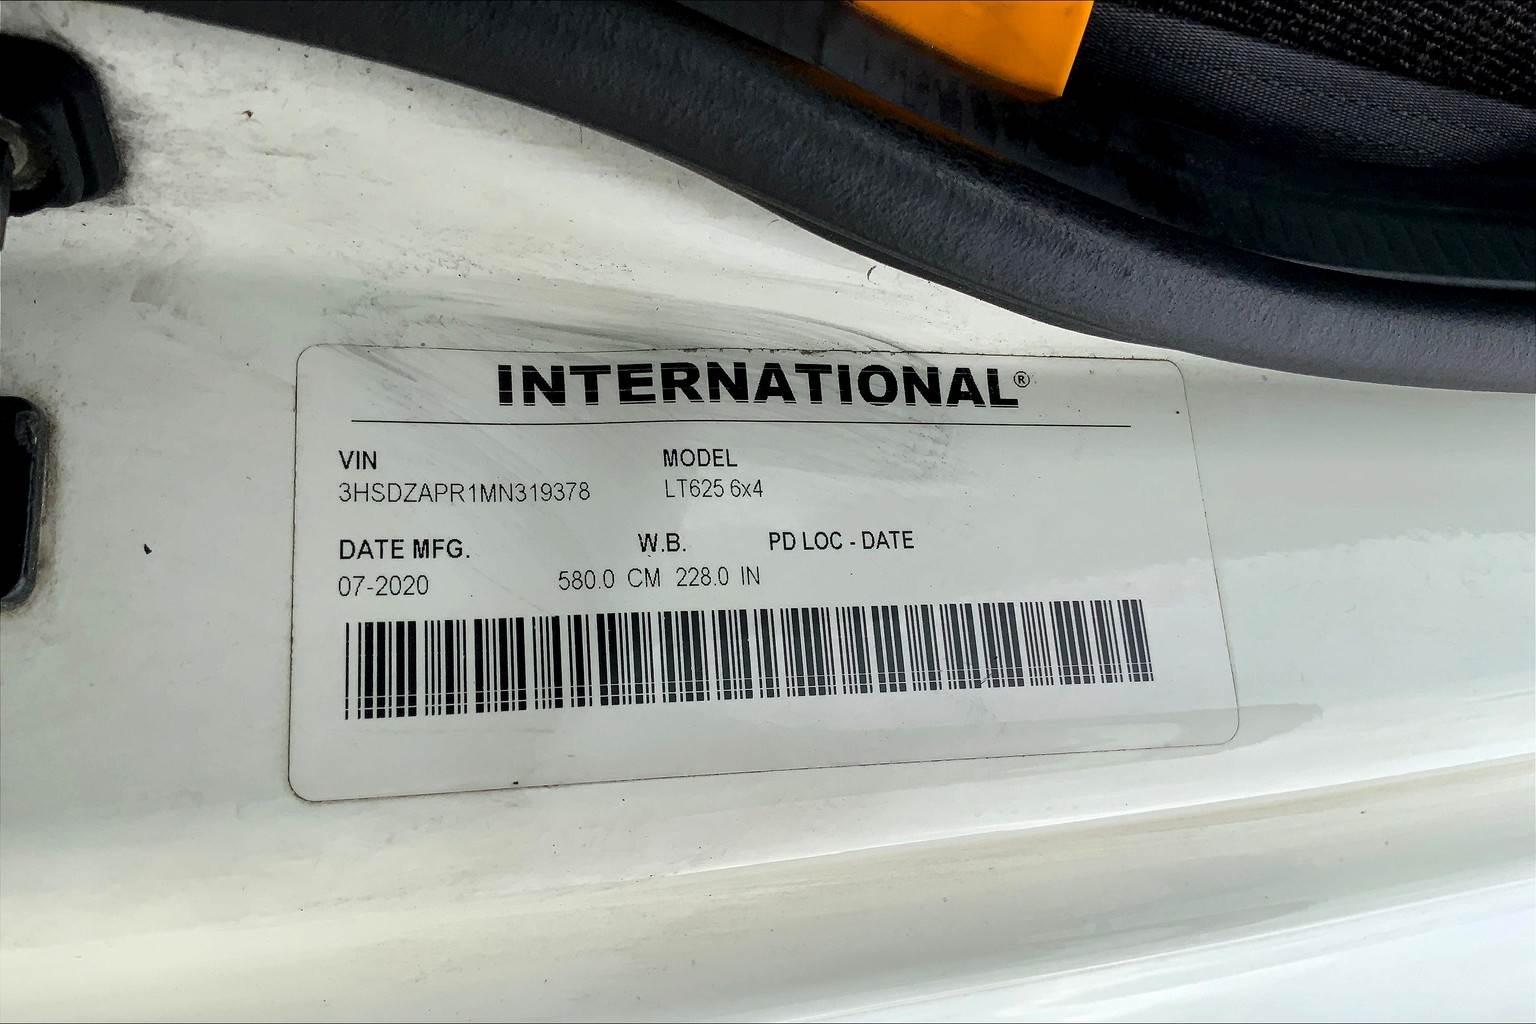 INTERNATIONAL®
VIN MODEL
3HSDZAPR1MN319378 LT625 6x4
DATE MFG. W.B. PD LOC - DATE
07-2020 580.0 CM 228.0 IN